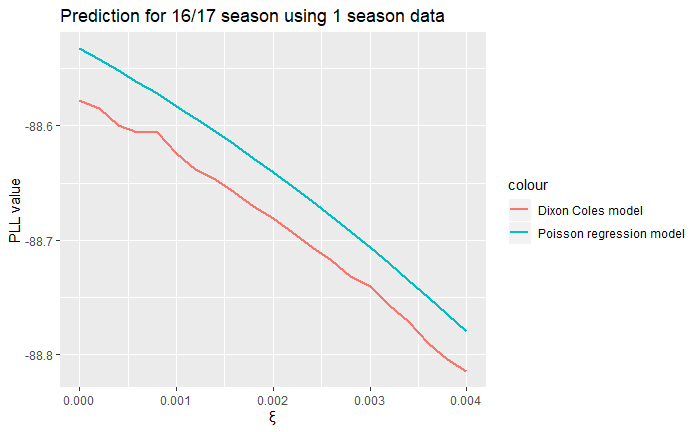 Prediction for 16/17 season using 1 season data
PLL value
-88.6
-88.7
-88.8
0.000 0.001 0.002 0.003 0.004
ξ
colour
Dixon Coles model
Poisson regression model